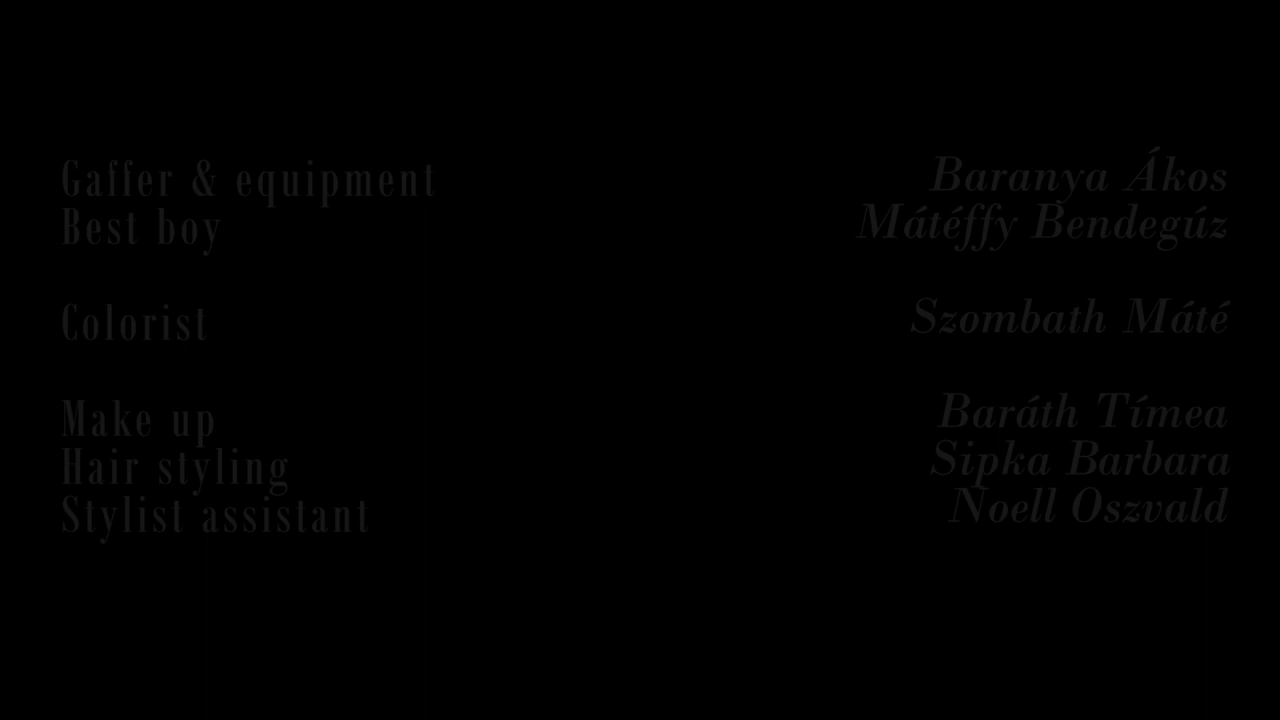 Gaffer & equipment Baranya Ákos
Best boy Mátéffy Bendegúz
Colorist Szombath Máté
Make up Baráth Tímea
Hair styling Sipka Barbara
Stylist assistant Noell Oszvald